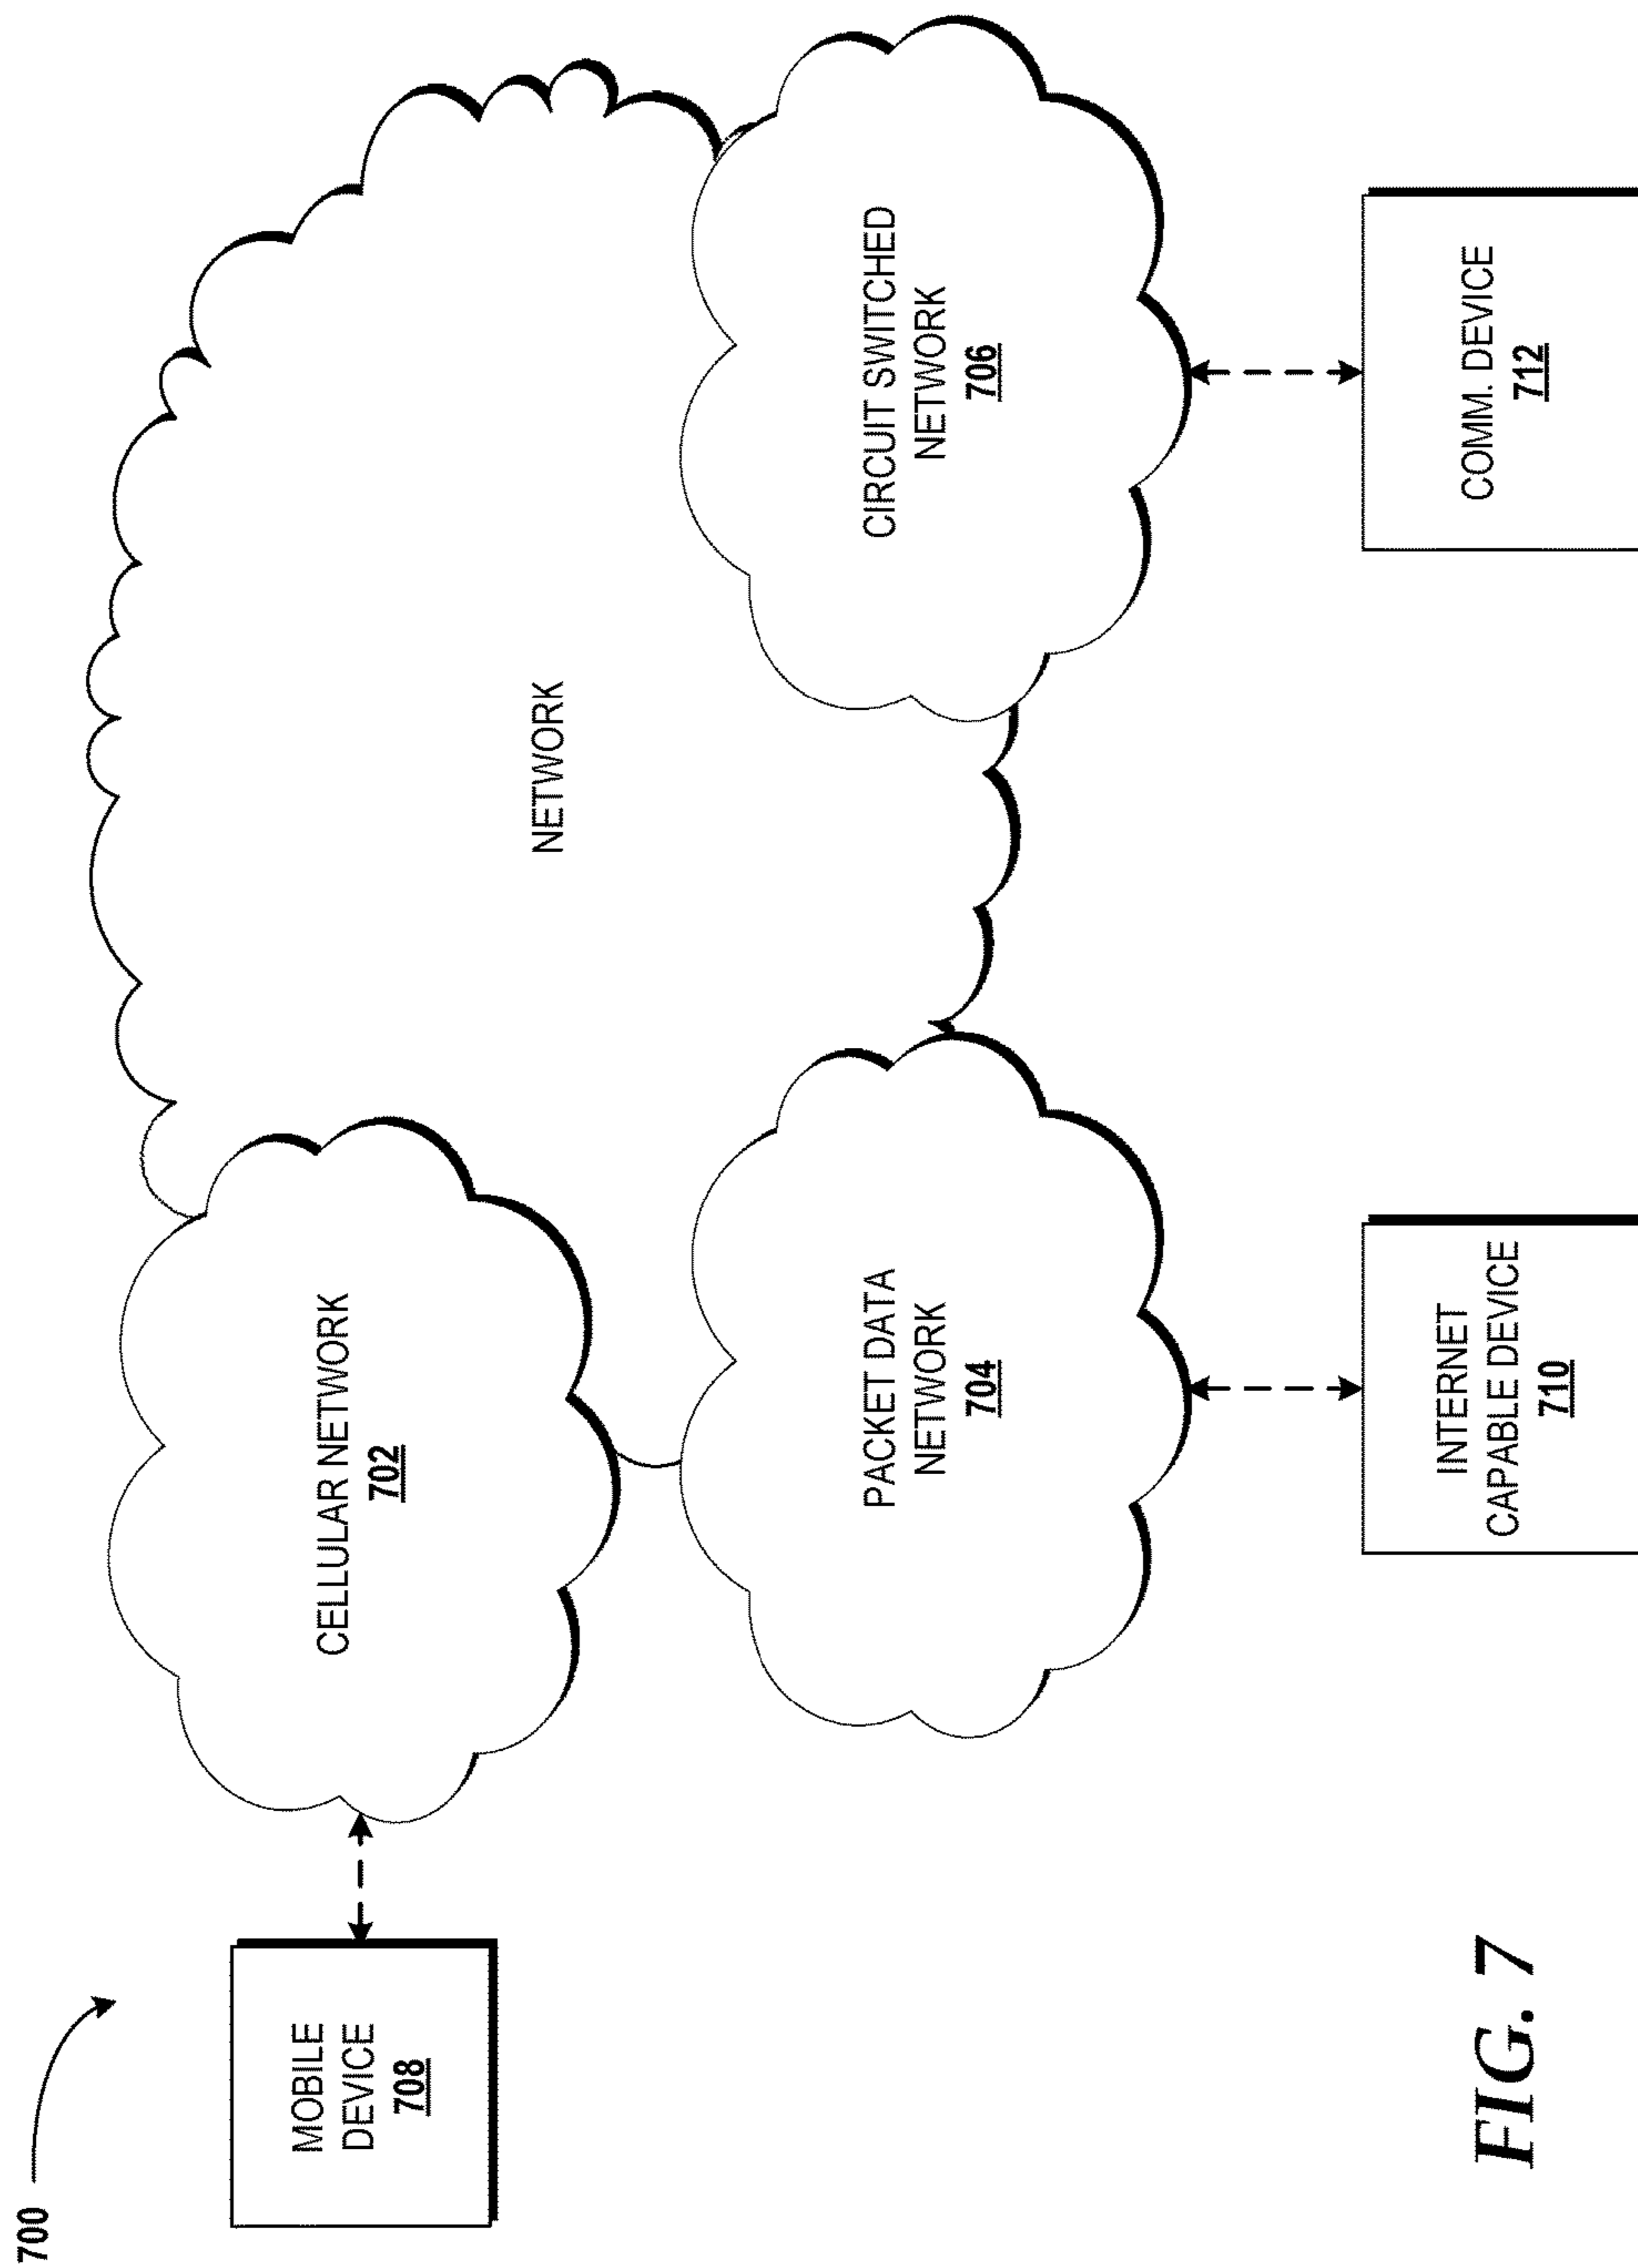 700
MOBILE
DEVICE
708
CELLULAR NETWORK
702
NETWORK
PACKET DATA
NETWORK
704
CIRCUIT SWITCHED
NETWORK
706
INTERNET
CAPABLE DEVICE
710
COMM. DEVICE
712
FIG. 7